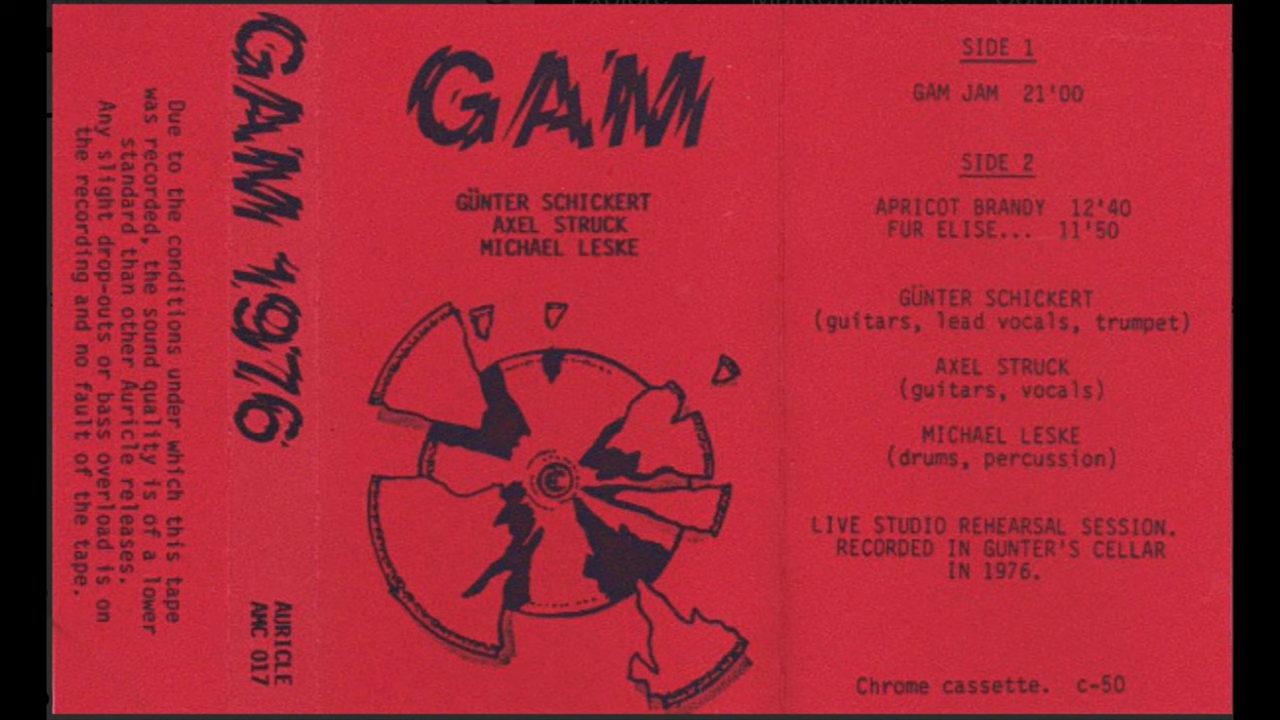 Due to the conditions under which this tape
was recorded, the sound quality is of a lower
standard than other Auricle releases.
Any slight drop-outs or bass overload is on
the recording and no fault of the tape.
GAM 1976
AURICLE
AMC 017
GAM
GÜNTER SCHICKERT
AXEL STRUCK
MICHAEL LESKE
SIDE 1
GAM JAM 21'00
SIDE 2
APRICOT BRANDY 12'40
FUR ELISE... 11'50
GÜNTER SCHICKERT
(guitars, lead vocals, trumpet)
AXEL STRUCK
(guitars, vocals)
MICHAEL LESKE
(drums, percussion)
LIVE STUDIO REHEARSAL SESSION.
RECORDED IN GUNTER'S CELLAR
IN 1976.
Chrome cassette. c-50